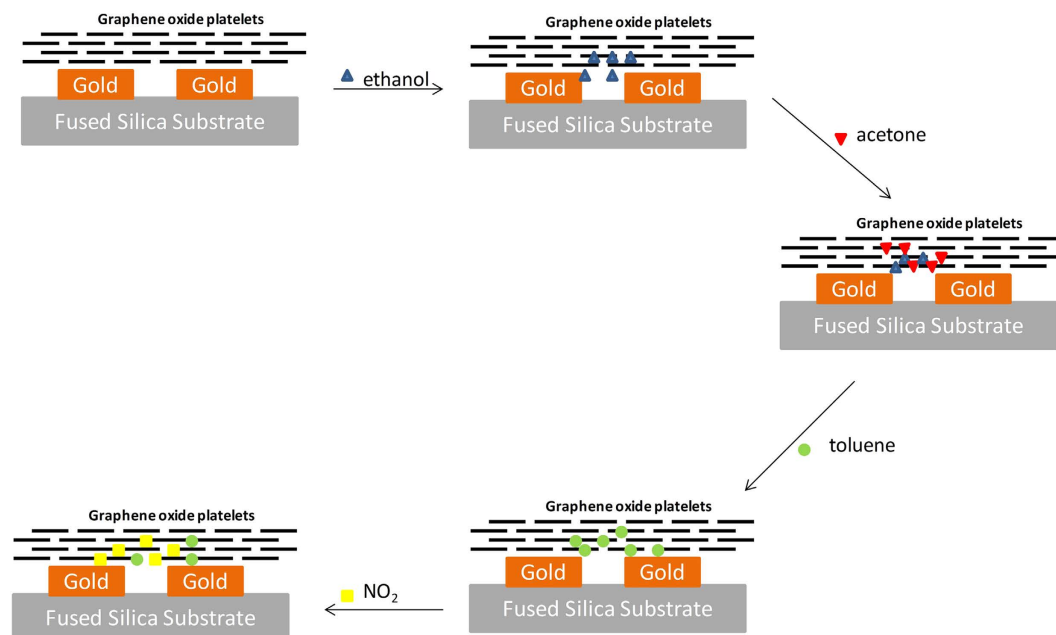 Graphene oxide platelets
Gold Gold
Fused Silica Substrate
ethanol
Graphene oxide platelets
Gold Gold
Fused Silica Substrate
acetone
Graphene oxide platelets
Gold Gold
Fused Silica Substrate
toluene
Graphene oxide platelets
Gold Gold
Fused Silica Substrate
NO₂
Graphene oxide platelets
Gold Gold
Fused Silica Substrate